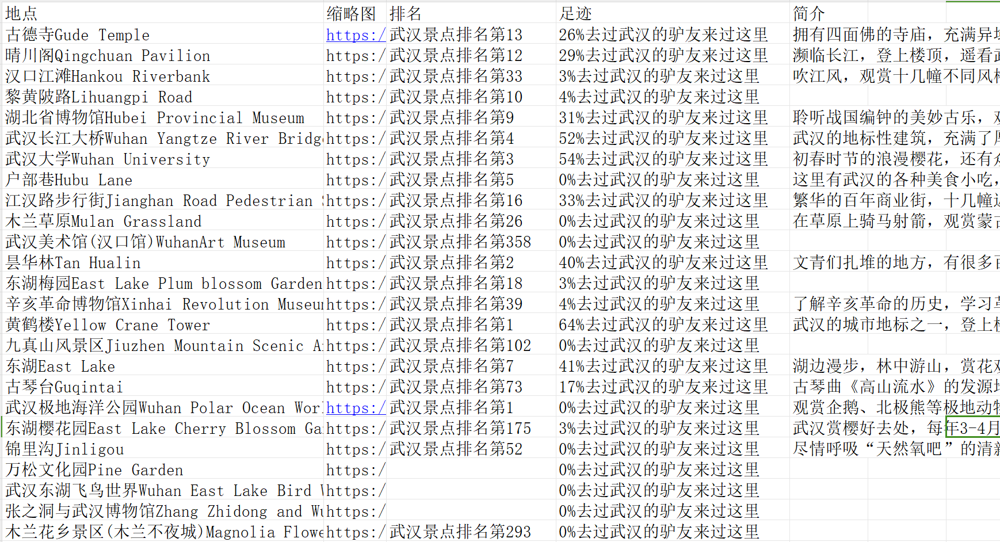 地点 缩略图 排名 足迹 简介
古德寺Gude Temple https:/ 武汉景点排名第13 26%去过武汉的驴友来过这里 拥有四面佛的寺庙，充满异域
晴川阁Qingchuan Pavilion https:/ 武汉景点排名第12 29%去过武汉的驴友来过这里 濒临长江，登上楼顶，遥看武
汉口江滩Hankou Riverbank https:/ 武汉景点排名第33 3%去过武汉的驴友来过这里 吹江风，观赏十几幢不同风格
黎黄陂路Lihuangpi Road https:/ 武汉景点排名第10 4%去过武汉的驴友来过这里
湖北省博物馆Hubei Provincial Museum https:/ 武汉景点排名第9 31%去过武汉的驴友来过这里 聆听战国编钟的美妙古乐，观
武汉长江大桥Wuhan Yangtze River Bridge https:/ 武汉景点排名第4 52%去过武汉的驴友来过这里 武汉的地标性建筑，充满了厚
武汉大学Wuhan University https:/ 武汉景点排名第3 54%去过武汉的驴友来过这里 初春时节的浪漫樱花，还有众
户部巷Hubu Lane https:/ 武汉景点排名第5 0%去过武汉的驴友来过这里 这里有武汉的各种美食小吃，
江汉路步行街Jianghan Road Pedestrian S https:/ 武汉景点排名第16 33%去过武汉的驴友来过这里 繁华的百年商业街，十几幢边
木兰草原Mulan Grassland https:/ 武汉景点排名第26 0%去过武汉的驴友来过这里 在草原上骑马射箭，观赏蒙古
武汉美术馆(汉口馆)WuhanArt Museum https:/ 武汉景点排名第358 0%去过武汉的驴友来过这里
昙华林Tan Hualin https:/ 武汉景点排名第2 40%去过武汉的驴友来过这里 文青们扎堆的地方，有很多百
东湖梅园East Lake Plum blossom Garden https:/ 武汉景点排名第18 3%去过武汉的驴友来过这里
辛亥革命博物馆Xinhai Revolution Museum https:/ 武汉景点排名第39 4%去过武汉的驴友来过这里 了解辛亥革命的历史，学习革
黄鹤楼Yellow Crane Tower https:/ 武汉景点排名第1 64%去过武汉的驴友来过这里 武汉的城市地标之一，登上楼
九真山风景区Jiuzhen Mountain Scenic A https:/ 武汉景点排名第102 0%去过武汉的驴友来过这里
东湖East Lake https:/ 武汉景点排名第7 41%去过武汉的驴友来过这里 湖边漫步，林中游山，赏花观
古琴台Guqintai https:/ 武汉景点排名第73 17%去过武汉的驴友来过这里 古琴曲《高山流水》的发源地
武汉极地海洋公园Wuhan Polar Ocean Wor https:/ 武汉景点排名第1 0%去过武汉的驴友来过这里 观赏企鹅、北极熊等极地动物
东湖樱花园East Lake Cherry Blossom Ga https:/ 武汉景点排名第175 3%去过武汉的驴友来过这里 武汉赏樱好去处，每年3-4月
锦里沟Jinligou https:/ 武汉景点排名第52 0%去过武汉的驴友来过这里 尽情呼吸“天然氧吧”的清新
万松文化园Pine Garden https:/ 0%去过武汉的驴友来过这里
武汉东湖飞鸟世界Wuhan East Lake Bird W https:/ 0%去过武汉的驴友来过这里
张之洞与武汉博物馆Zhang Zhidong and Wu https:/ 0%去过武汉的驴友来过这里
木兰花乡景区(木兰不夜城)Magnolia Flowe https:/ 武汉景点排名第293 0%去过武汉的驴友来过这里